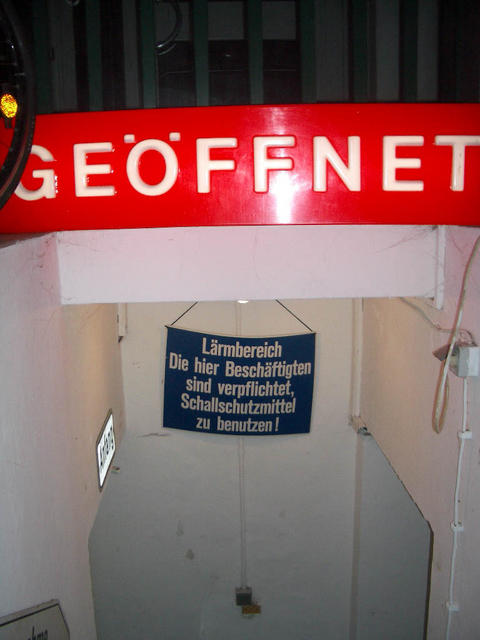 GEÖFFNET
Lärmbereich
Die hier Beschäftigten
sind verpflichtet,
Schallschutzmittel
zu benutzen!